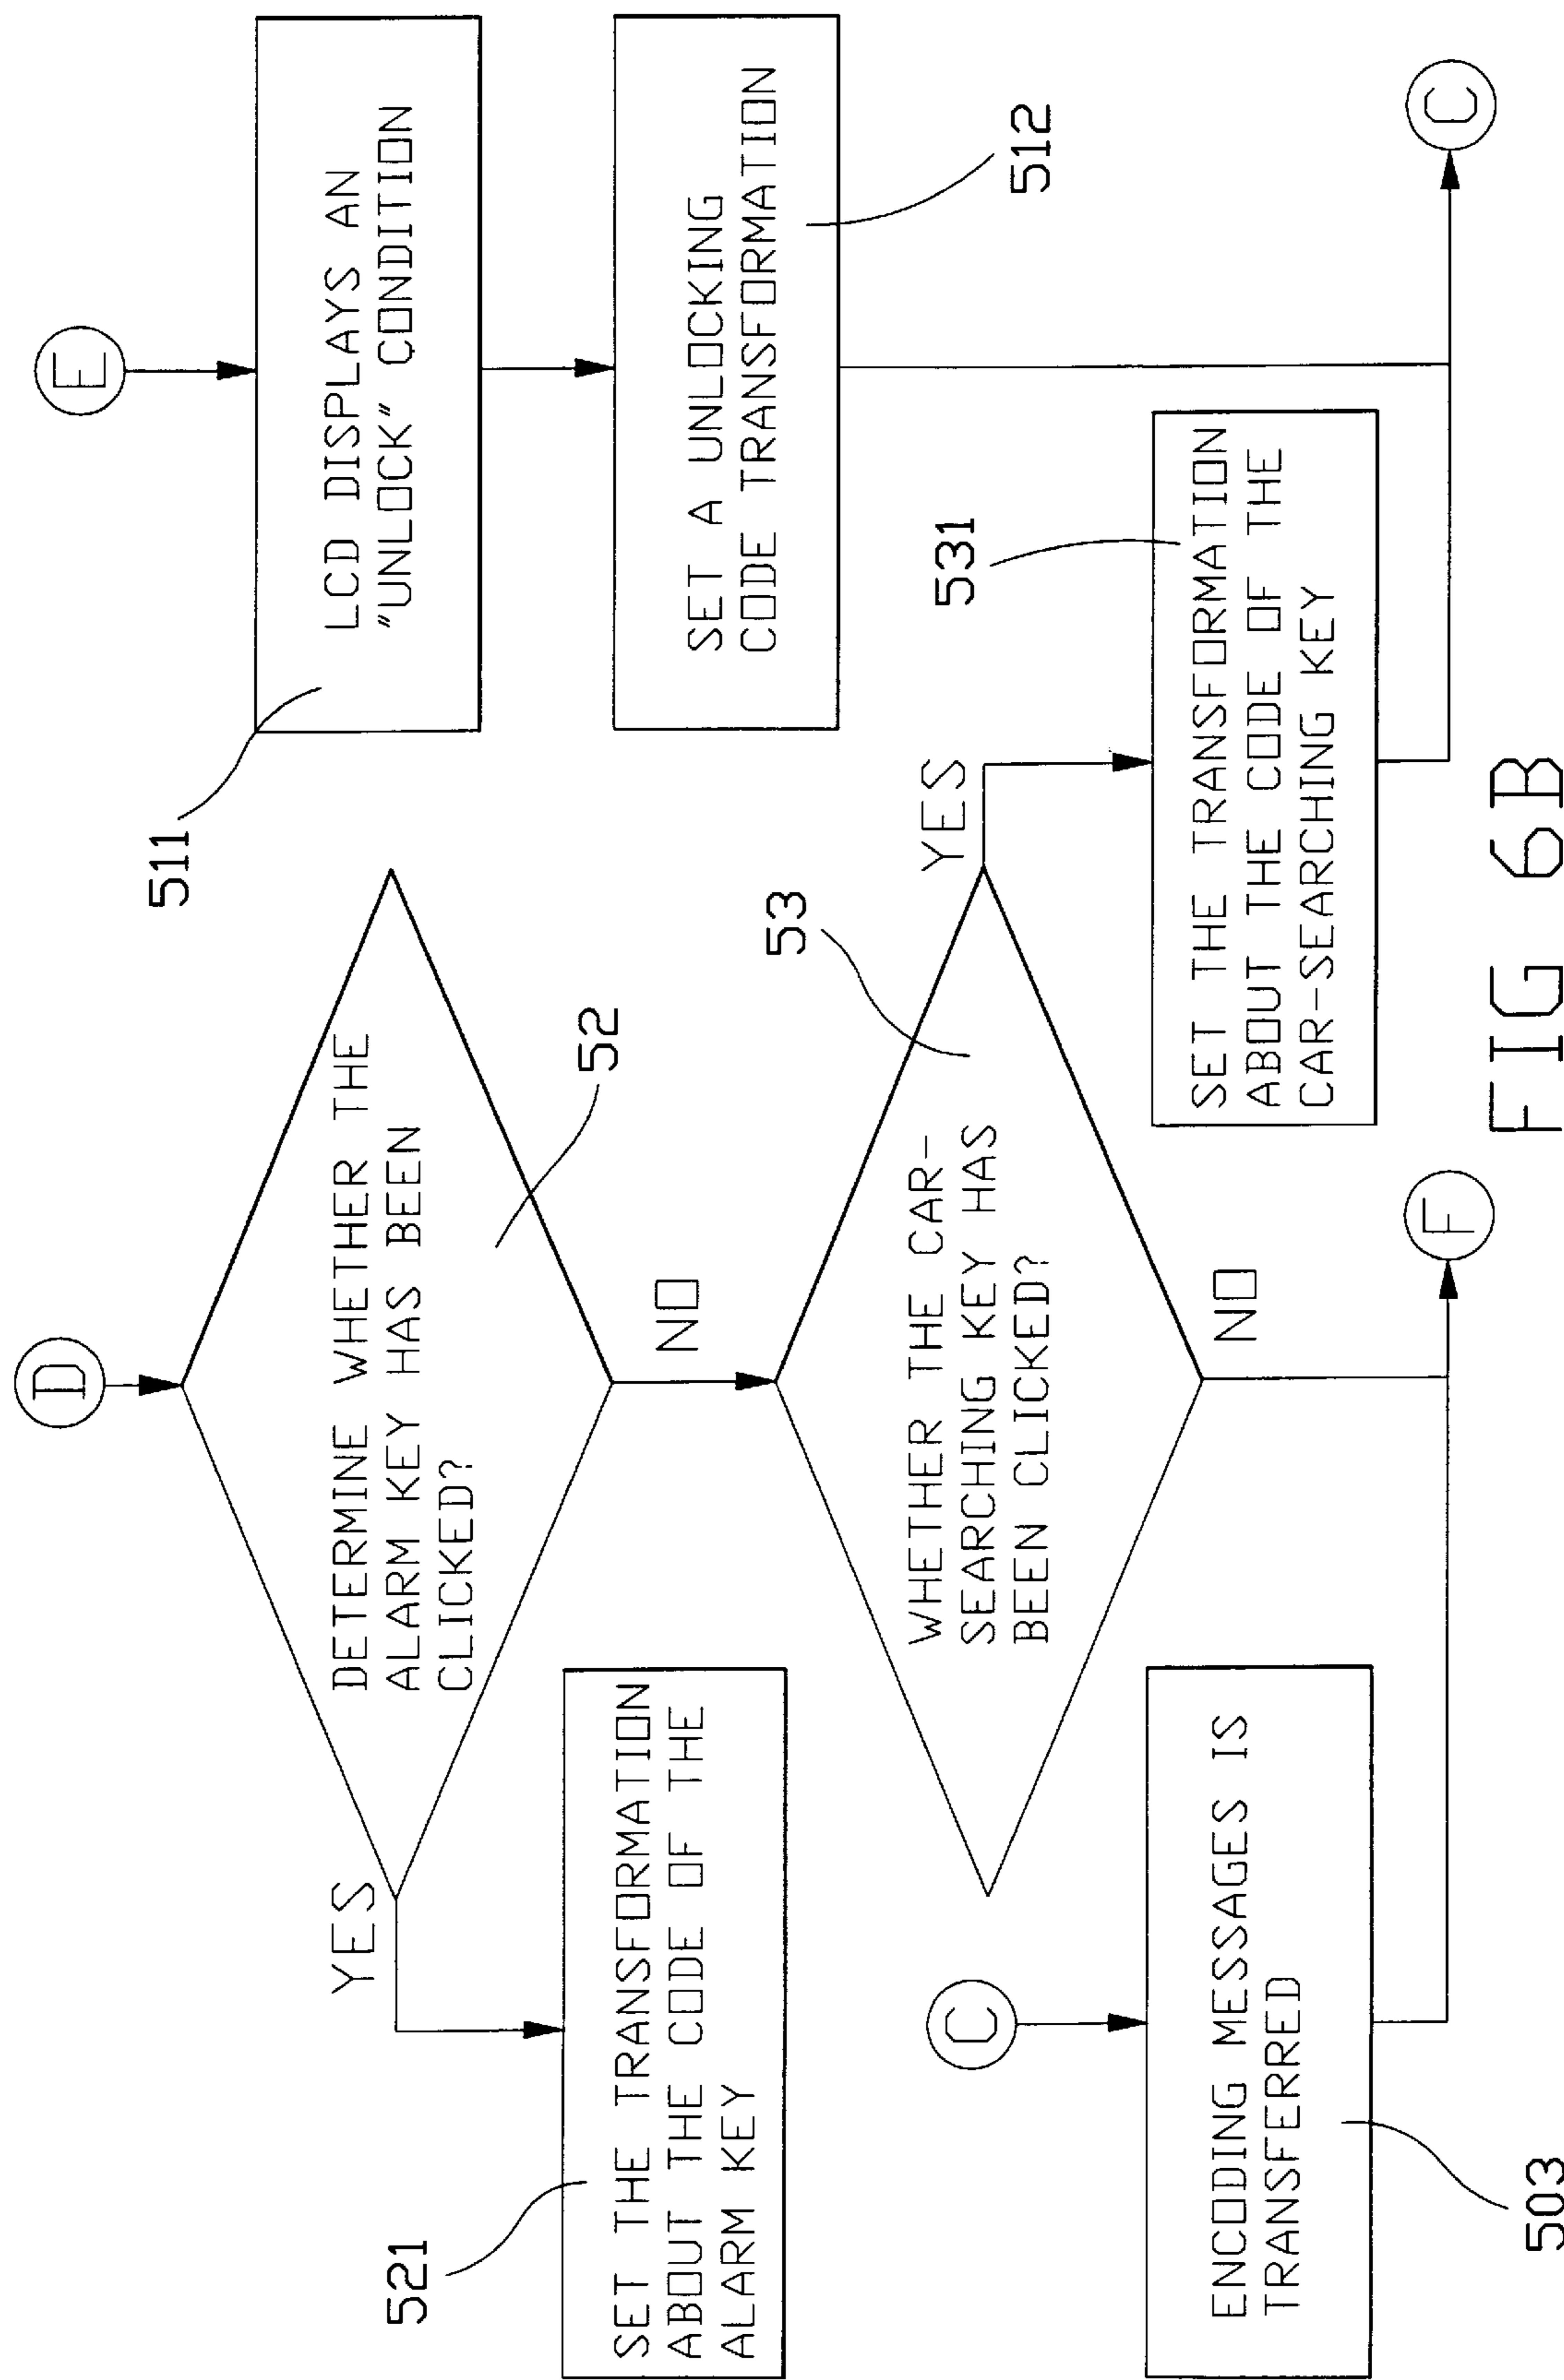 D
DETERMINE WHETHER THE
ALARM KEY HAS BEEN
CLICKED?
52
YES
NO
521
SET THE TRANSFORMATION
ABOUT THE CODE OF THE
ALARM KEY
WHETHER THE CAR-
SEARCHING KEY HAS
BEEN CLICKED?
53
YES
NO
C
ENCODING MESSAGES IS
TRANSFERRED
503
F
E
LCD DISPLAYS AN
"UNLOCK" CONDITION
511
SET A UNLOCKING
CODE TRANSFORMATION
512
531
SET THE TRANSFORMATION
ABOUT THE CODE OF THE
CAR-SEARCHING KEY
C
FIG 6B